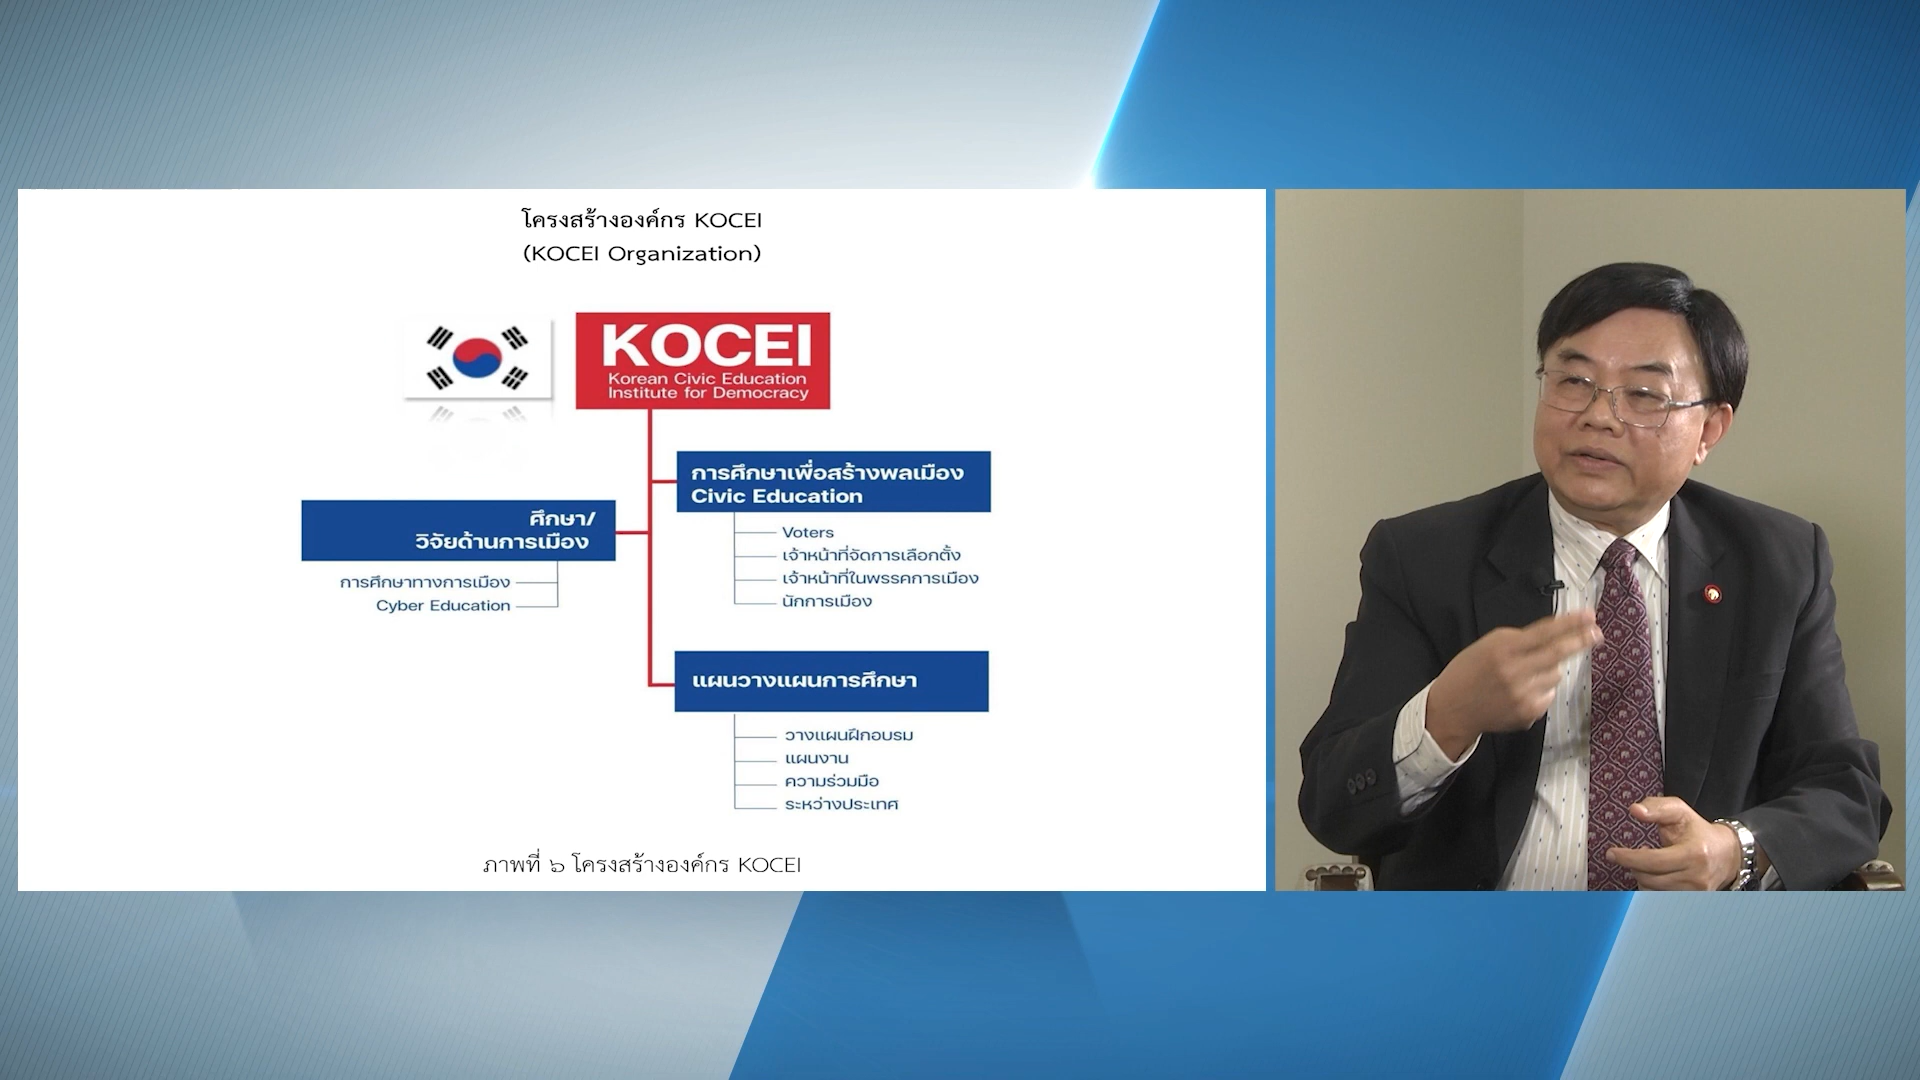 โครงสร้างองค์กร KOCEI
(KOCEI Organization)
KOCEI
Korean Civic Education
Institute for Democracy
การศึกษาเพื่อสร้างพลเมือง
Civic Education
Voters
เจ้าหน้าที่จัดการเลือกตั้ง
เจ้าหน้าที่ในพรรคการเมือง
นักการเมือง
ศึกษา/
วิจัยด้านการเมือง
การศึกษาทางการเมือง
Cyber Education
แผนวางแผนการศึกษา
วางแผนฝึกอบรม
แผนงาน
ความร่วมมือ
ระหว่างประเทศ
ภาพที่ ๖ โครงสร้างองค์กร KOCEI